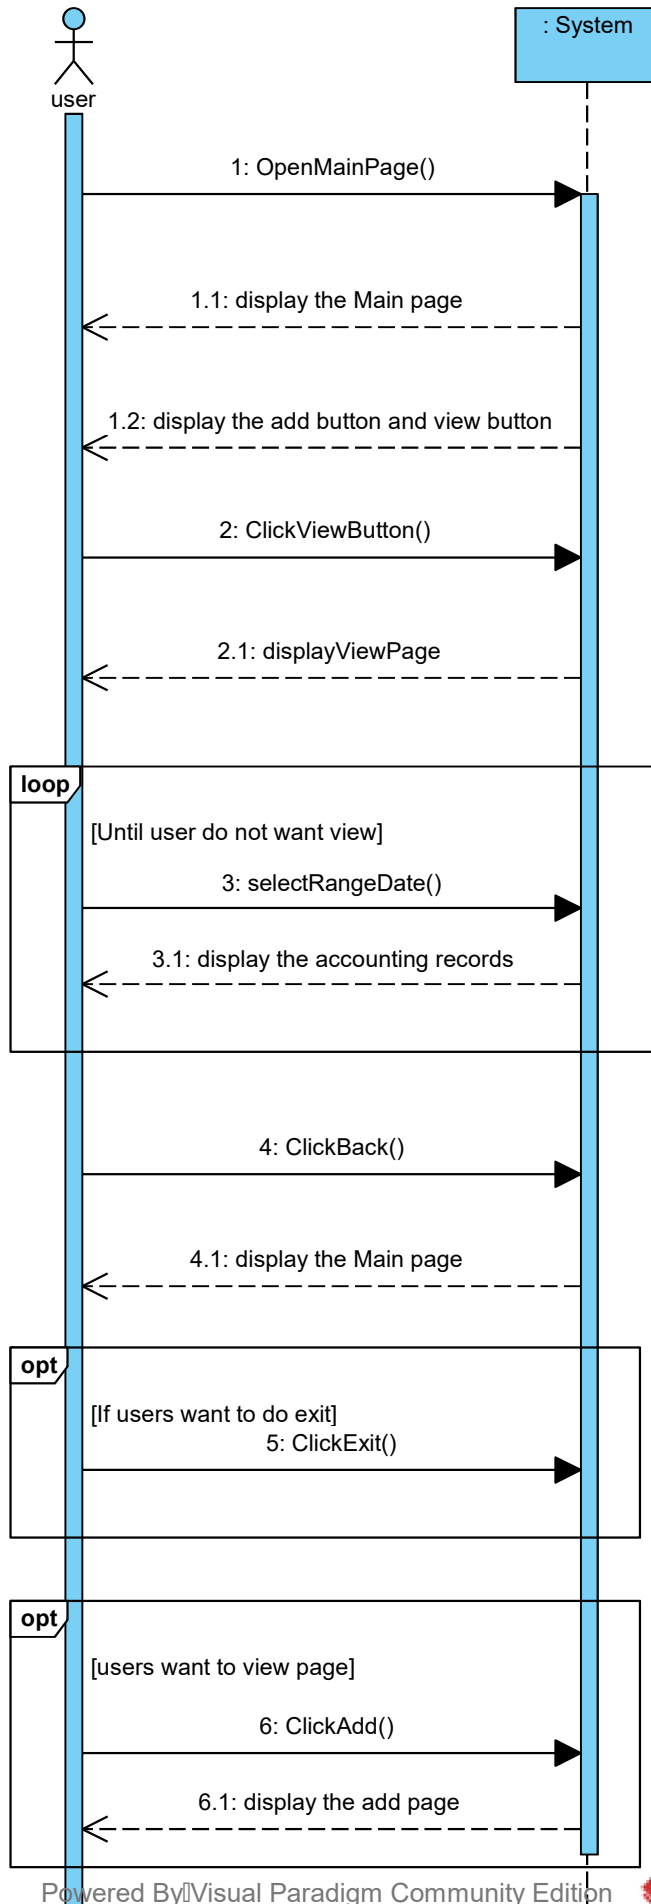 : System
user
1: OpenMainPage()
1.1: display the Main page
1.2: display the add button and view button
2: ClickViewButton()
2.1: displayViewPage
loop
[Until user do not want view]
3: selectRangeDate()
3.1: display the accounting records
4: ClickBack()
4.1: display the Main page
opt
[If users want to do exit]
5: ClickExit()
opt
[users want to view page]
6: ClickAdd()
6.1: display the add page
Powered By Visual Paradigm Community Edition